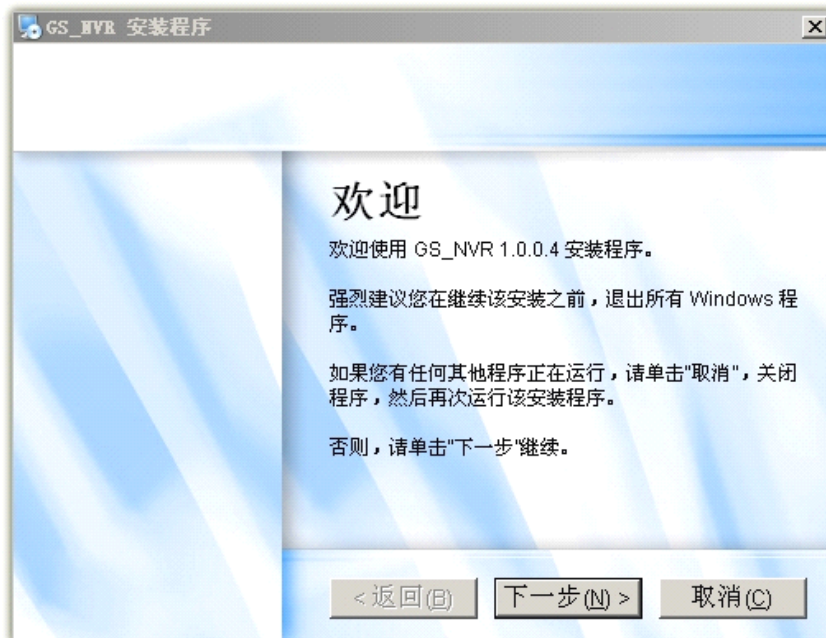 GS_NVR 安装程序
欢迎
欢迎使用 GS_NVR 1.0.0.4 安装程序。
强烈建议您在继续该安装之前，退出所有 Windows 程
序。
如果您有任何其他程序正在运行，请单击"取消"，关闭
程序，然后再次运行该安装程序。
否则，请单击"下一步"继续。
<返回(B) 下一步(N) > 取消(C)